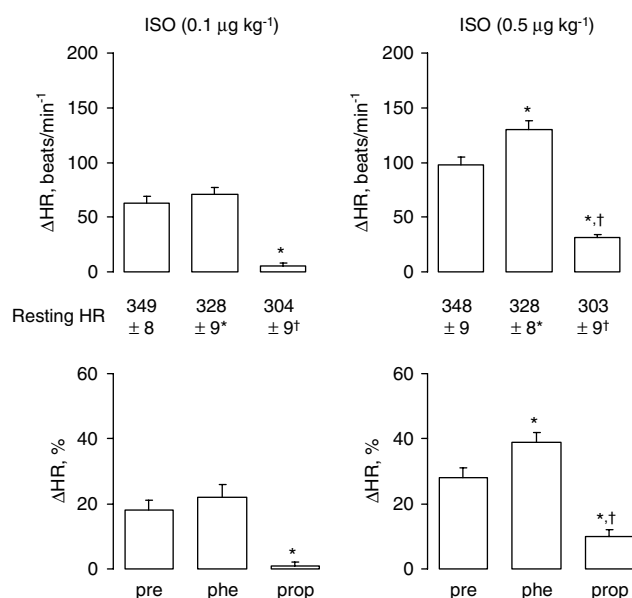 ISO (0.1 µg kg⁻¹)
ISO (0.5 µg kg⁻¹)
ΔHR, beats/min⁻¹
200
150
100
50
0
*
ΔHR, beats/min⁻¹
200
150
100
50
0
*
*,†
Resting HR
349 328 304
± 8 ± 9* ± 9†
348 328 303
± 9 ± 8* ± 9†
ΔHR, %
60
40
20
0
*
pre phe prop
ΔHR, %
60
40
20
0
*
*,†
pre phe prop